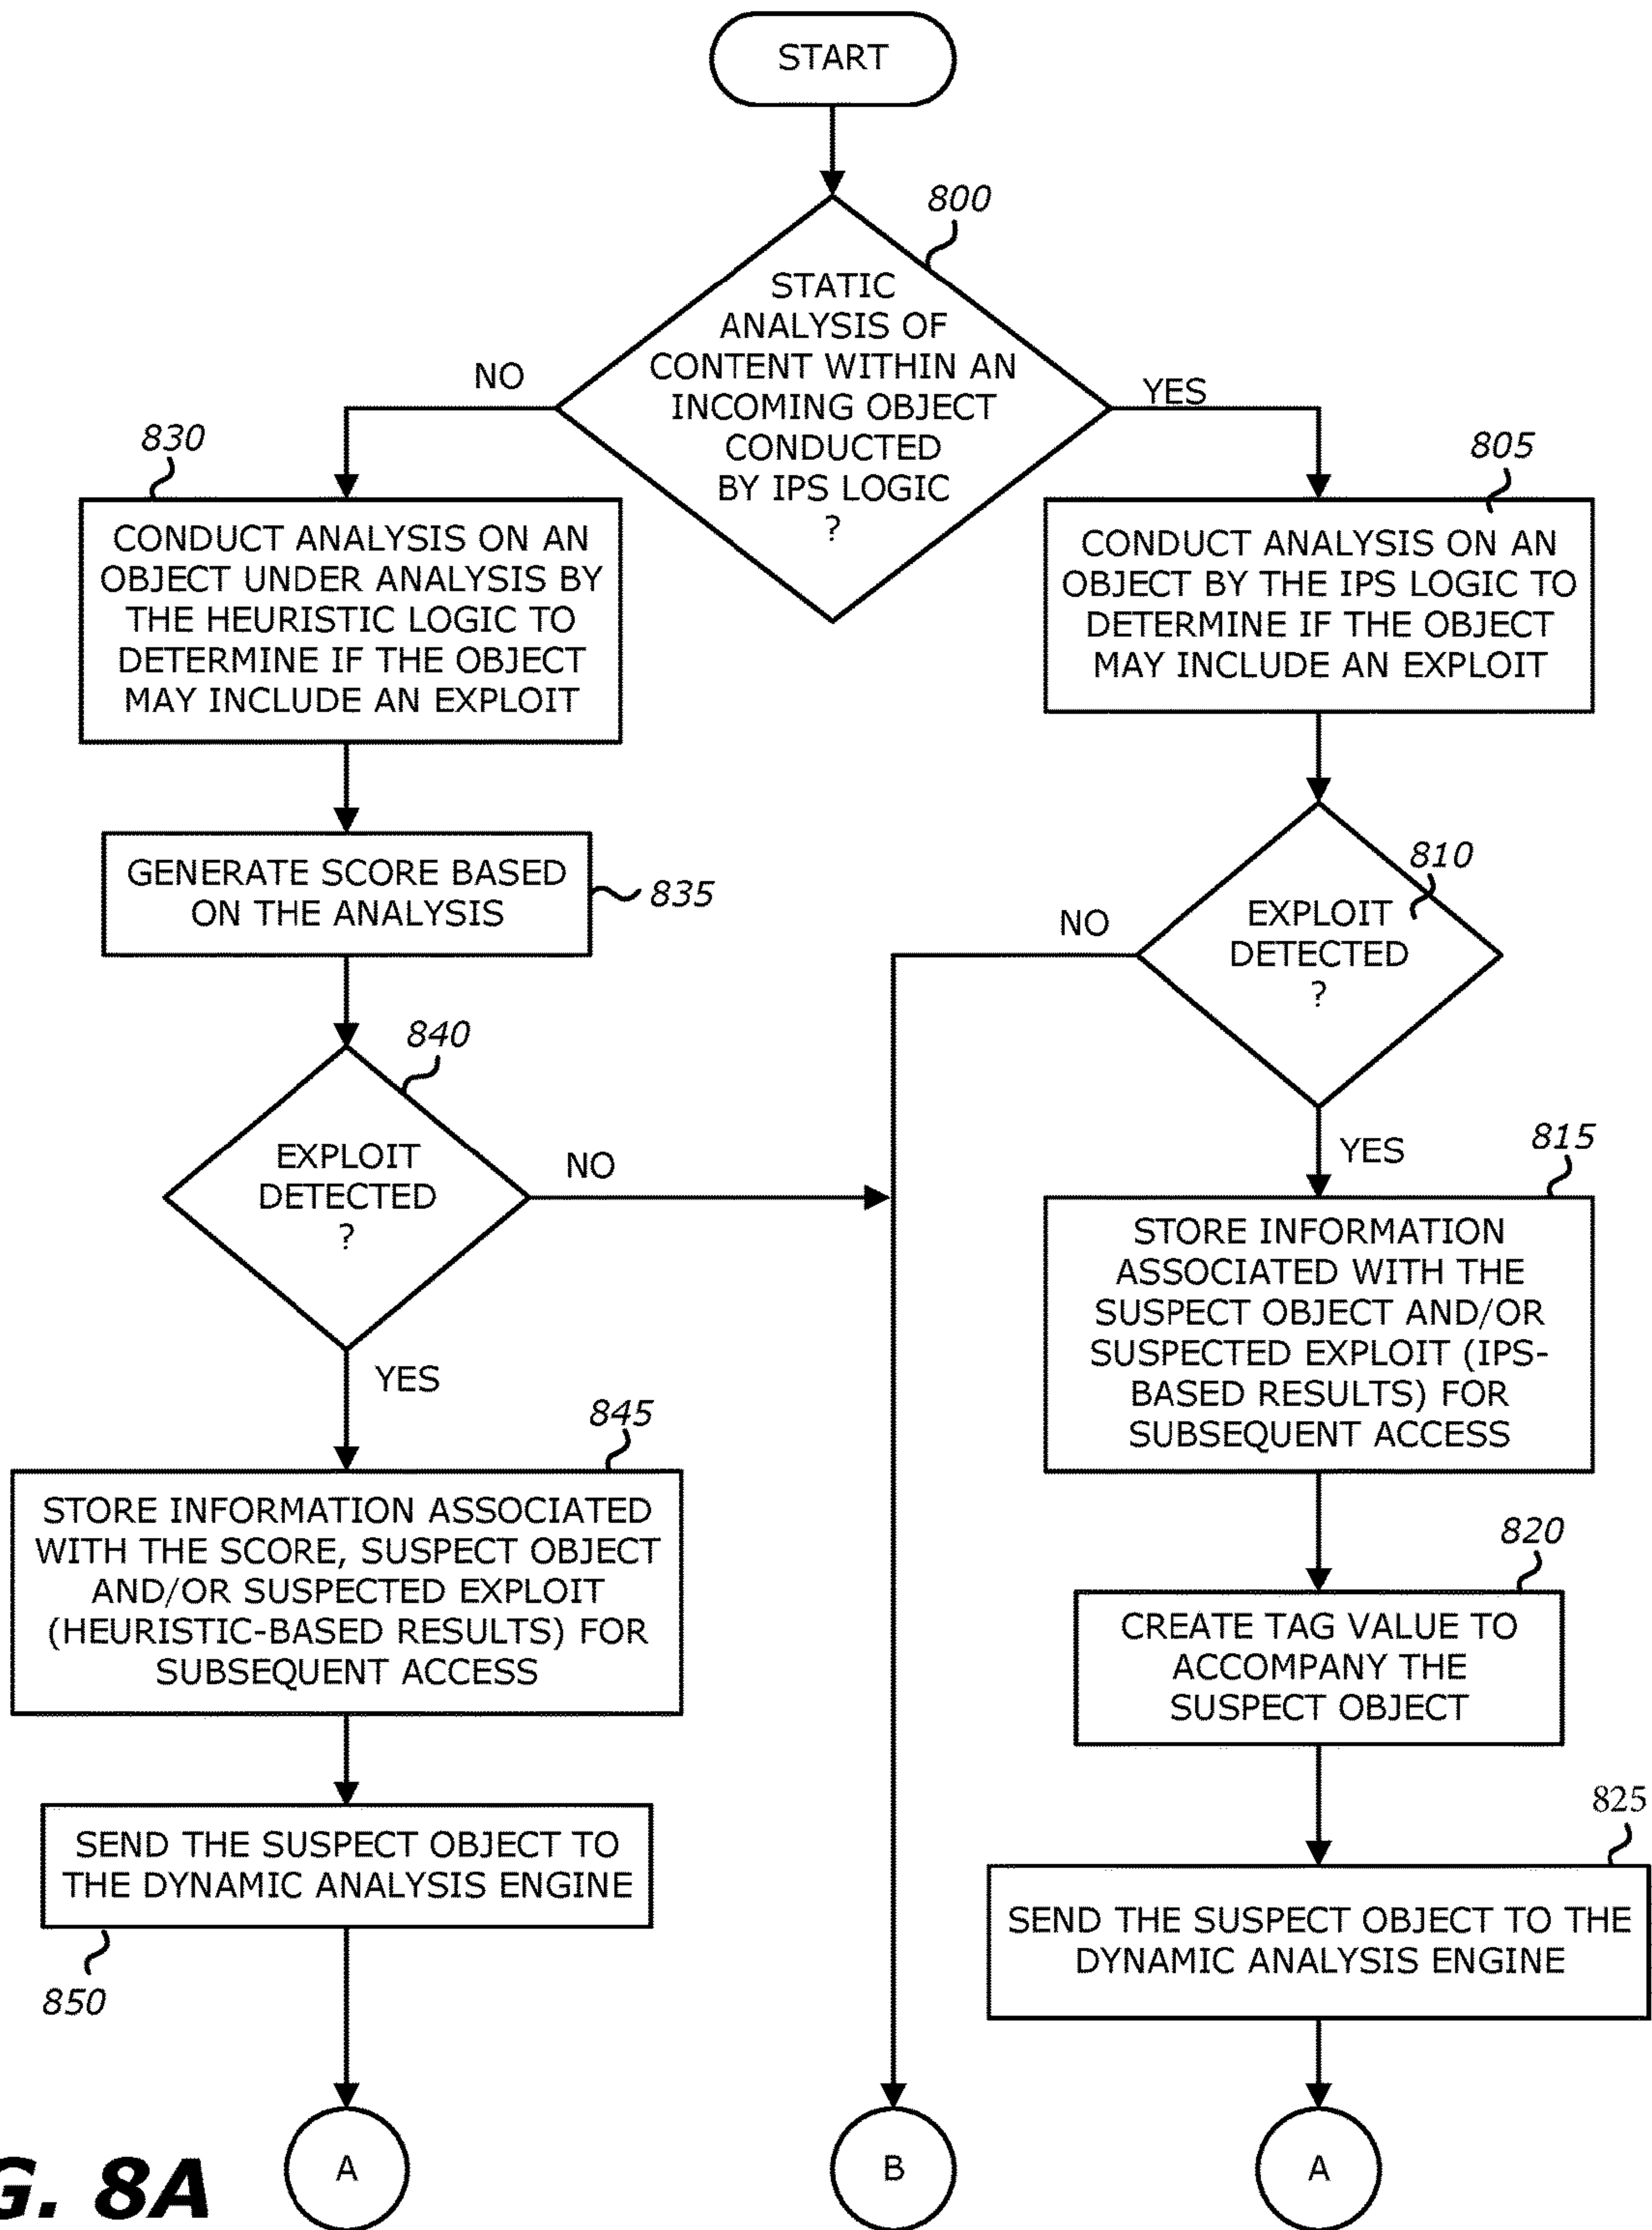 START
800
STATIC
ANALYSIS OF
CONTENT WITHIN AN
INCOMING OBJECT
CONDUCTED
BY IPS LOGIC
?
NO
YES
830
CONDUCT ANALYSIS ON AN
OBJECT UNDER ANALYSIS BY
THE HEURISTIC LOGIC TO
DETERMINE IF THE OBJECT
MAY INCLUDE AN EXPLOIT
805
CONDUCT ANALYSIS ON AN
OBJECT BY THE IPS LOGIC TO
DETERMINE IF THE OBJECT
MAY INCLUDE AN EXPLOIT
GENERATE SCORE BASED
ON THE ANALYSIS
835
810
EXPLOIT
DETECTED
?
NO
YES
840
EXPLOIT
DETECTED
?
NO
YES
815
STORE INFORMATION
ASSOCIATED WITH THE
SUSPECT OBJECT AND/OR
SUSPECTED EXPLOIT (IPS-
BASED RESULTS) FOR
SUBSEQUENT ACCESS
845
STORE INFORMATION ASSOCIATED
WITH THE SCORE, SUSPECT OBJECT
AND/OR SUSPECTED EXPLOIT
(HEURISTIC-BASED RESULTS) FOR
SUBSEQUENT ACCESS
820
CREATE TAG VALUE TO
ACCOMPANY THE
SUSPECT OBJECT
SEND THE SUSPECT OBJECT TO
THE DYNAMIC ANALYSIS ENGINE
850
825
SEND THE SUSPECT OBJECT TO THE
DYNAMIC ANALYSIS ENGINE
A
B
A
G. 8A